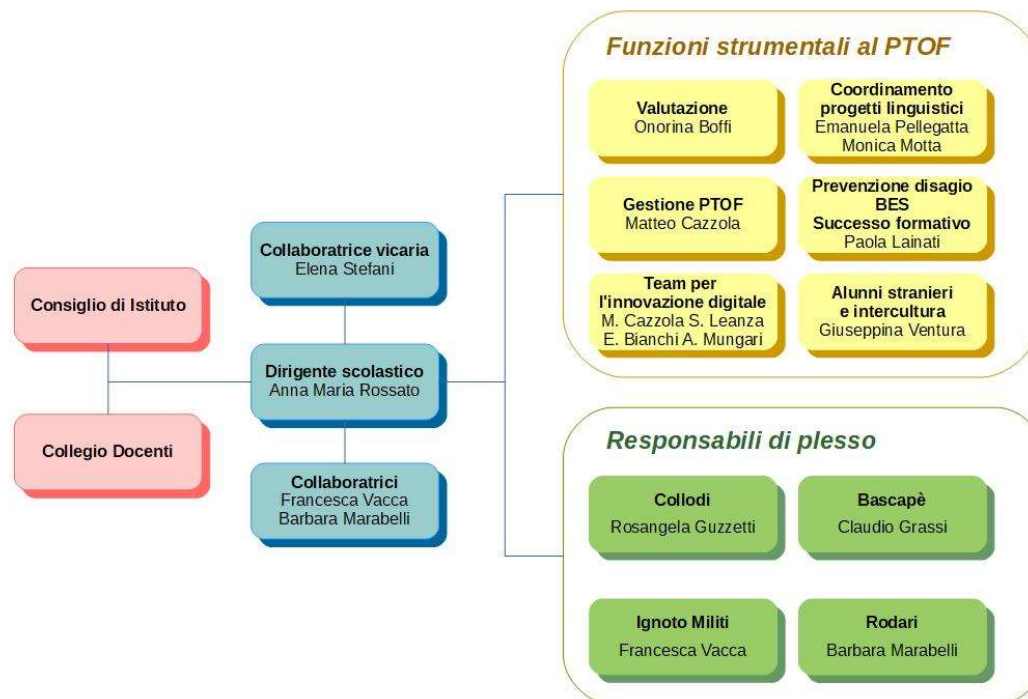 Consiglio di Istituto
Collegio Docenti
Collaboratrice vicaria
Elena Stefani
Dirigente scolastico
Anna Maria Rossato
Collaboratrici
Francesca Vacca
Barbara Marabelli
Funzioni strumentali al PTOF
Valutazione
Onorina Boffi
Coordinamento
progetti linguistici
Emanuela Pellegatta
Monica Motta
Gestione PTOF
Matteo Cazzola
Prevenzione disagio
BES
Successo formativo
Paola Lainati
Team per
l'innovazione digitale
M. Cazzola S. Leanza
E. Bianchi A. Mungari
Alunni stranieri
e intercultura
Giuseppina Ventura
Responsabili di plesso
Collodi
Rosangela Guzzetti
Bascapè
Claudio Grassi
Ignoto Militi
Francesca Vacca
Rodari
Barbara Marabelli